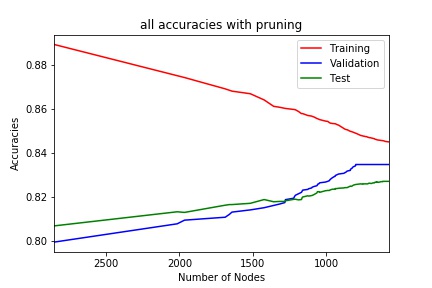 all accuracies with pruning
Training
Validation
Test
Accuracies
0.88
0.86
0.84
0.82
0.80
2500
2000
1500
1000
Number of Nodes